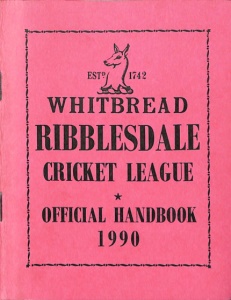 ESTD 1742
WHITBREAD
RIBBLESDALE
CRICKET LEAGUE
★
OFFICIAL HANDBOOK
1990